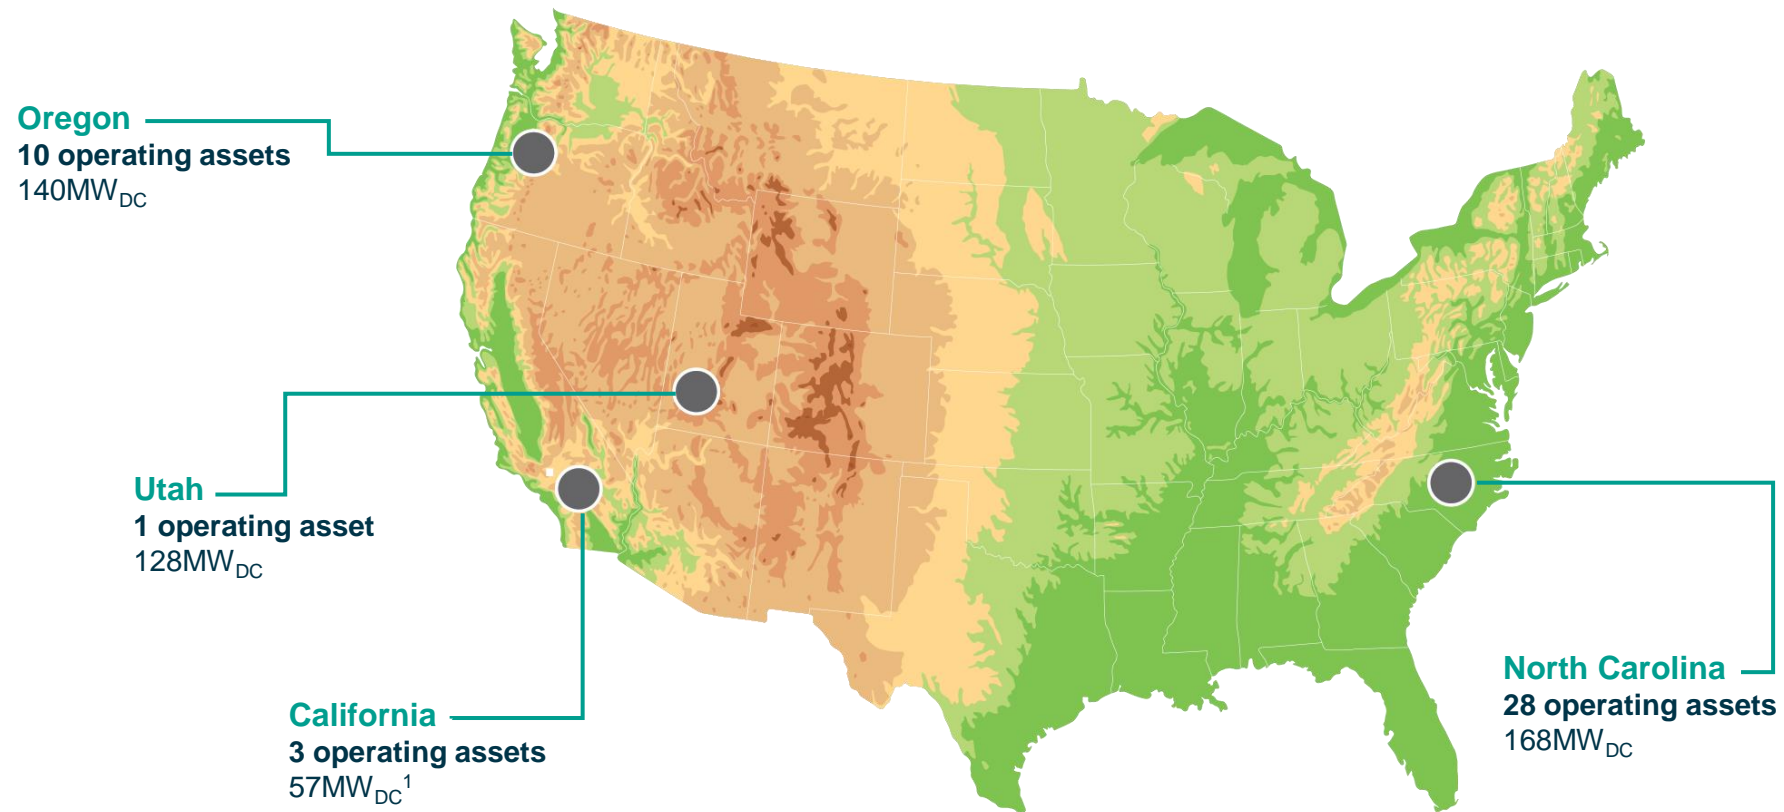 Oregon
10 operating assets
140MWDC
Utah
1 operating asset
128MWDC
California
3 operating assets
57MWDC1
North Carolina
28 operating assets
168MWDC